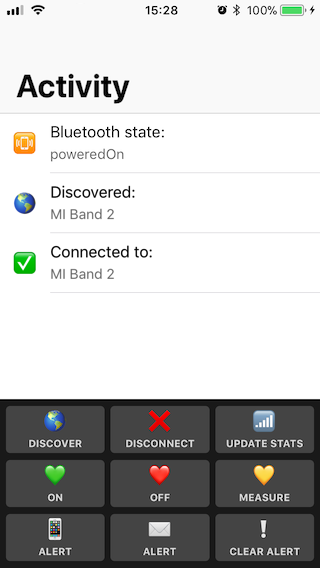 15:28
100%
Activity
Bluetooth state:
poweredOn
Discovered:
MI Band 2
Connected to:
MI Band 2
DISCOVER
DISCONNECT
UPDATE STATS
ON
OFF
MEASURE
ALERT
ALERT
CLEAR ALERT